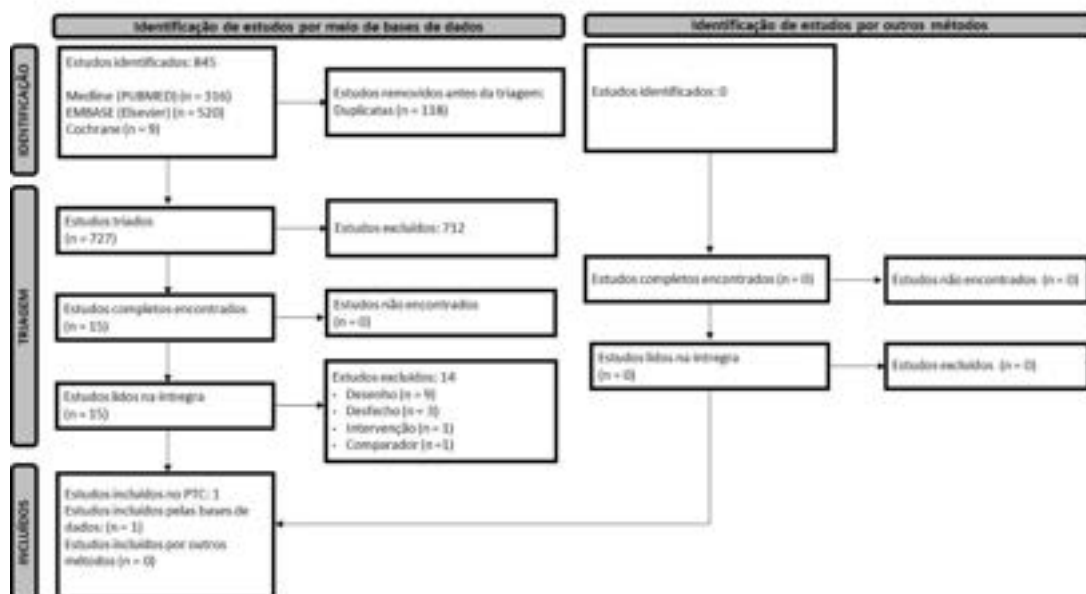 Identificação de estudos por meio de bases de dados
Identificação de estudos por outros métodos
IDENTIFICAÇÃO
Estudos identificados: 845
Medline (PUBMED) (n = 316)
EMBASE (Elsevier) (n = 520)
Cochrane (n = 9)
Estudos removidos antes da triagem:
Duplicatas (n = 118)
Estudos identificados: 0
TRIAGEM
Estudos triados
(n = 727)
Estudos excluídos: 712
Estudos completos encontrados
(n = 15)
Estudos não encontrados
(n = 0)
Estudos completos encontrados (n = 0)
Estudos não encontrados (n = 0)
Estudos lidos na íntegra
(n = 15)
Estudos excluídos: 14
- Desenho (n = 9)
- Desfecho (n = 3)
- Intervenção (n = 1)
- Comparador (n =1)
Estudos lidos na íntregra
(n = 0)
Estudos excluídos (n = 0)
INCLUÍDOS
Estudos incluídos no PTC: 1
Estudos incluídos pelas bases de
dados: (n = 1)
Estudos incluídos por outros
métodos (n = 0)